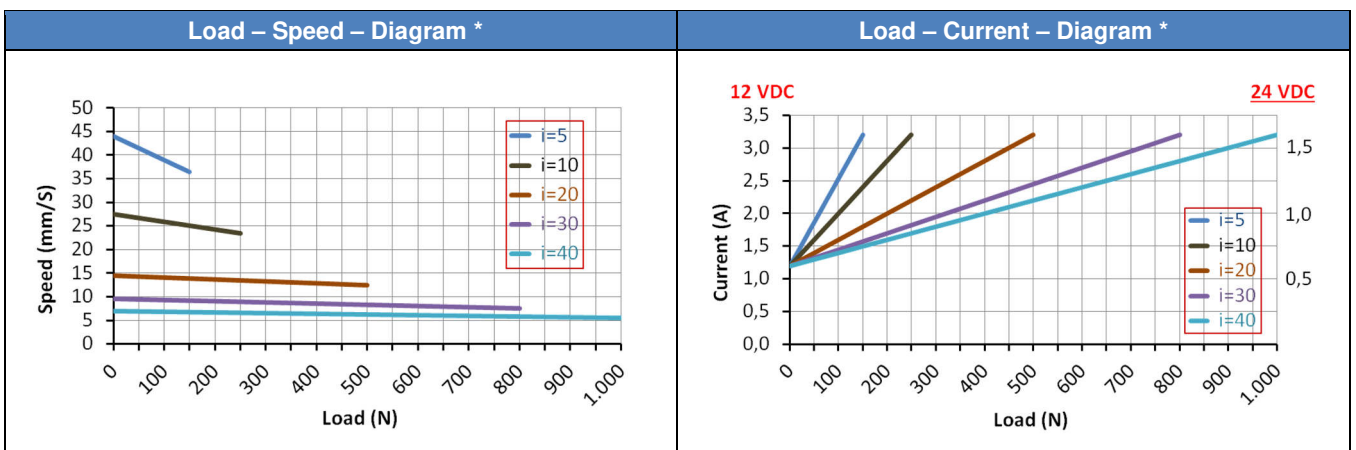 Load – Speed – Diagram *
Load – Current – Diagram *
Speed (mm/S)
50
45
40
35
30
25
20
15
10
5
0
i=5
i=10
i=20
i=30
i=40
0
100
200
300
400
500
600
700
800
900
1.000
Load (N)
12 VDC
24 VDC
Current (A)
3,5
3,0
2,5
2,0
1,5
1,0
0,5
0,0
1,5
1,0
0,5
i=5
i=10
i=20
i=30
i=40
0
100
200
300
400
500
600
700
800
900
1.000
Load (N)